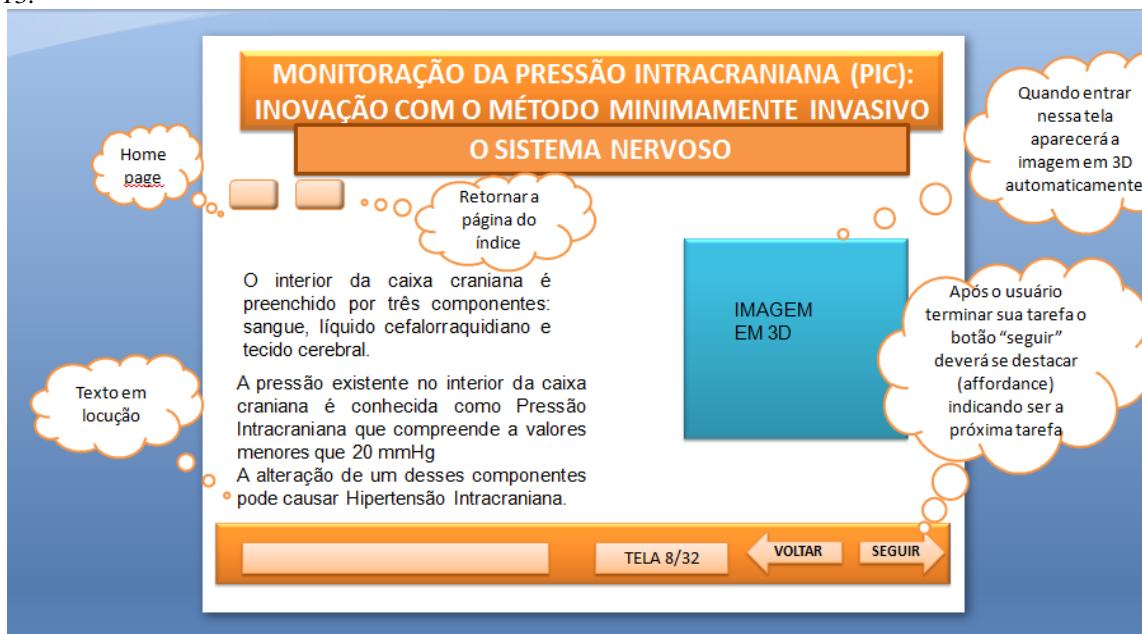 MONITORAÇÃO DA PRESSÃO INTRACRANIANA (PIC):
INOVAÇÃO COM O MÉTODO MINIMAMENTE INVASIVO
O SISTEMA NERVOSO
Home
page
Retornar a
página do
índice
Quando entrar
nessa tela
aparecerá a
imagem em 3D
automaticamente
O interior da caixa craniana é
preenchido por três componentes:
sangue, líquido cefalorraquidiano e
tecido cerebral.
IMAGEM
EM 3D
Após o usuário
terminar sua tarefa o
botão “seguir”
deverá se destacar
(affordance)
indicando ser a
próxima tarefa
Texto em
locução
A pressão existente no interior da caixa
craniana é conhecida como Pressão
Intracraniana que compreende a valores
menores que 20 mmHg
A alteração de um desses componentes
pode causar Hipertensão Intracraniana.
TELA 8/32
VOLTAR
SEGUIR